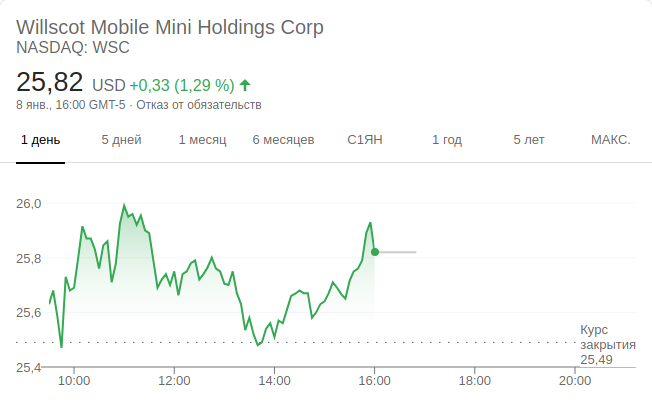 Willscot Mobile Mini Holdings Corp
NASDAQ: WSC
25,82 USD +0,33 (1,29 %)
8 янв., 16:00 GMT-5 · Отказ от обязательств
1 день 5 дней 1 месяц 6 месяцев С1ЯН 1 год 5 лет МАКС.
26,0
25,8
25,6
Курс
закрытия
25,49
25,4
10:00 12:00 14:00 16:00 18:00 20:00